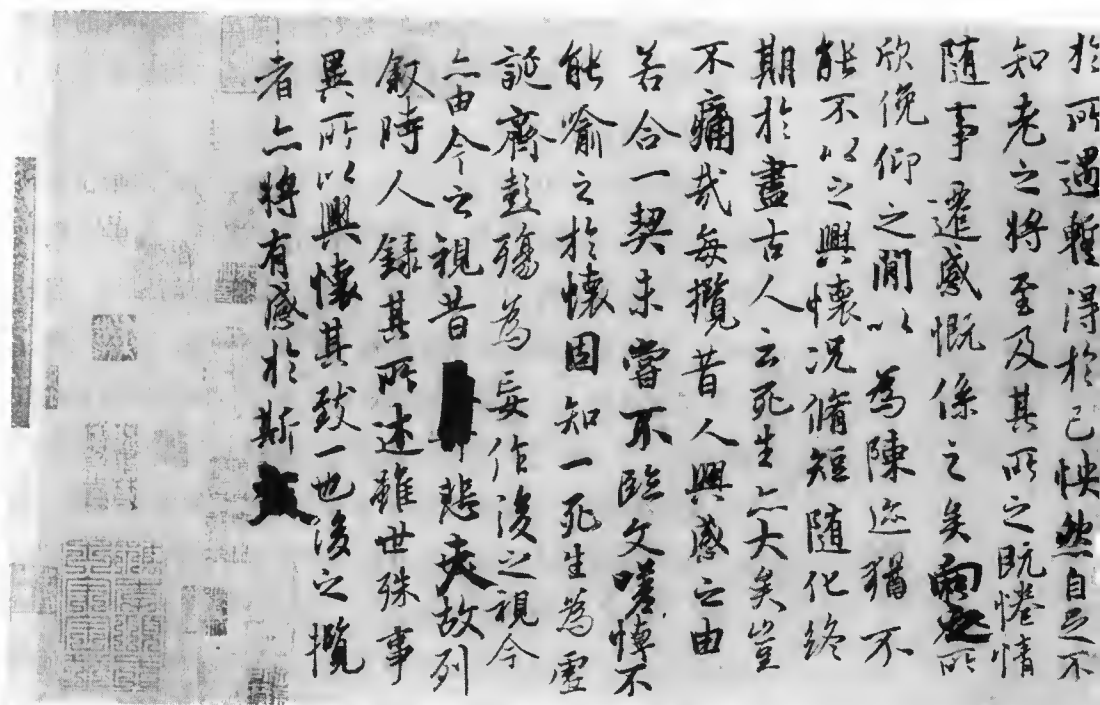 於所遇蹔得於己怏然自足不
知老之將至及其所之既惓情
隨事遷感慨係之矣向之所
欣俛仰之閒以為陳迹猶不
能不以之興懷況脩短隨化終
期於盡古人云死生亦大矣豈
不痛哉每攬昔人興感之由
若合一契未嘗不臨文嗟悼不
能喻之於懷固知一死生為虛
誕齊彭殤為妄作後之視今
亦由今之視昔悲夫故列
敘時人錄其所述雖世殊事
異所以興懷其致一也後之攬
者亦將有感於斯文